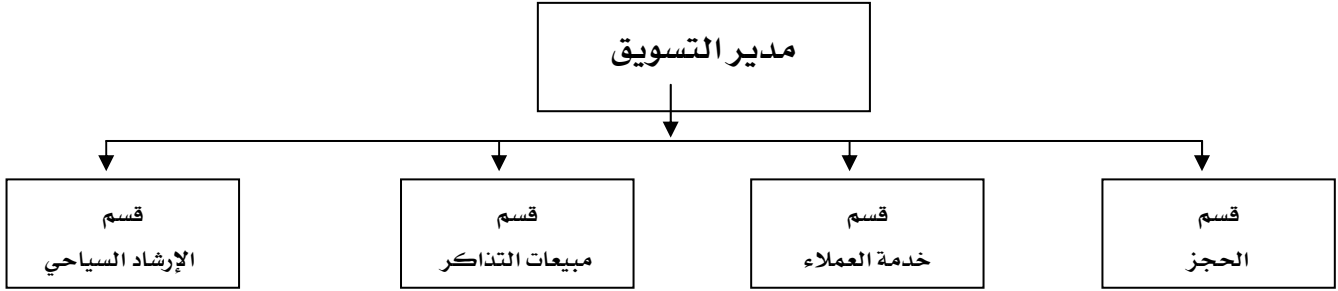 مدير التسويق
قسم
الحجز
قسم
خدمة العملاء
قسم
مبيعات التذاكر
قسم
الإرشاد السياحي